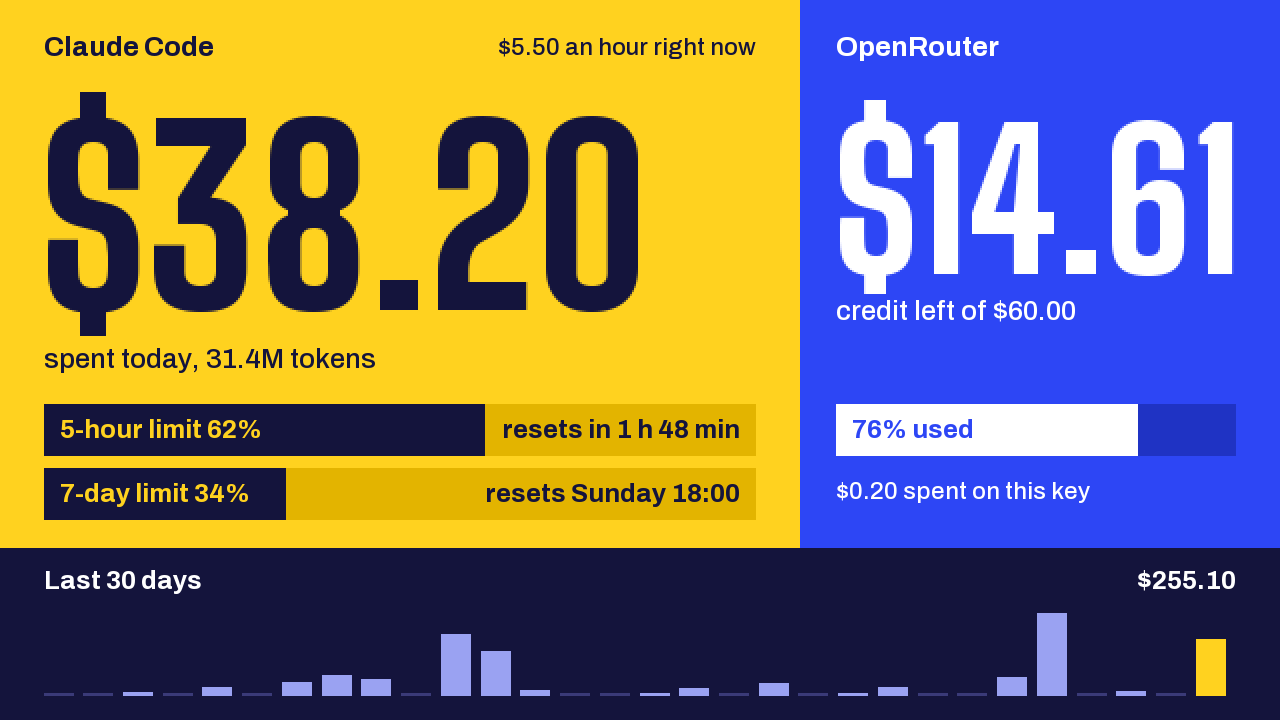 Claude Code
$5.50 an hour right now
$38.20
spent today, 31.4M tokens
5-hour limit 62%
resets in 1 h 48 min
7-day limit 34%
resets Sunday 18:00
OpenRouter
$14.61
credit left of $60.00
76% used
$0.20 spent on this key
Last 30 days
$255.10